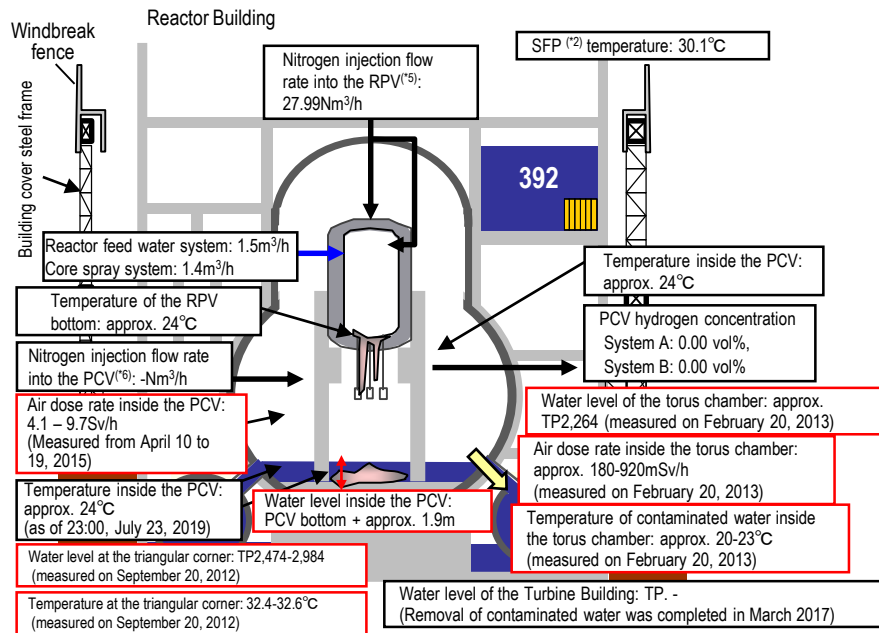 Reactor Building
Windbreak
fence
Building cover steel frame
Nitrogen injection flow
rate into the RPV(*5):
27.99Nm3/h
SFP (*2) temperature: 30.1℃
392
Reactor feed water system: 1.5m3/h
Core spray system: 1.4m3/h
Temperature of the RPV
bottom: approx. 24℃
Nitrogen injection flow rate
into the PCV(*6): -Nm3/h
Air dose rate inside the PCV:
4.1 – 9.7Sv/h
(Measured from April 10 to
19, 2015)
Temperature inside the PCV:
approx. 24℃
(as of 23:00, July 23, 2019)
Water level inside the PCV:
PCV bottom + approx. 1.9m
Water level at the triangular corner: TP2,474-2,984
(measured on September 20, 2012)
Temperature at the triangular corner: 32.4-32.6℃
(measured on September 20, 2012)
Temperature inside the PCV:
approx. 24℃
PCV hydrogen concentration
System A: 0.00 vol%,
System B: 0.00 vol%
Water level of the torus chamber: approx.
TP2,264 (measured on February 20, 2013)
Air dose rate inside the torus chamber:
approx. 180-920mSv/h
(measured on February 20, 2013)
Temperature of contaminated water inside
the torus chamber: approx. 20-23℃
(measured on February 20, 2013)
Water level of the Turbine Building: TP. -
(Removal of contaminated water was completed in March 2017)